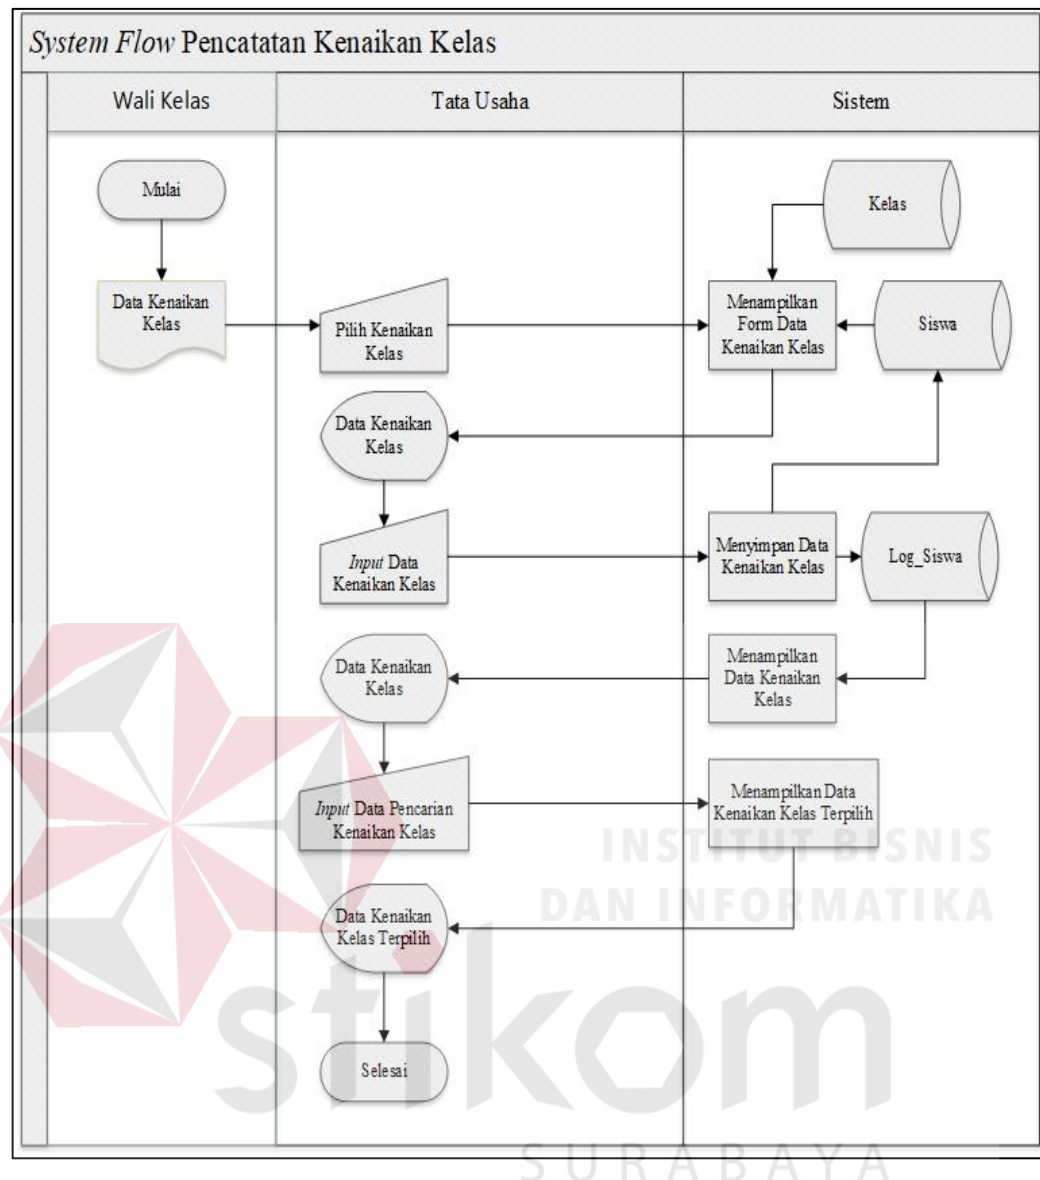 System Flow Pencatatan Kenaikan Kelas
Wali Kelas
Tata Usaha
Sistem
Mulai
Kelas
Data Kenaikan
Kelas
Pilih Kenaikan
Kelas
Menampilkan
Form Data
Kenaikan Kelas
Siswa
Data Kenaikan
Kelas
Input Data
Kenaikan Kelas
Menyimpan Data
Kenaikan Kelas
Log_Siswa
Data Kenaikan
Kelas
Menampilkan
Data Kenaikan
Kelas
Input Data Pencarian
Kenaikan Kelas
Menampilkan Data
Kenaikan Kelas Terpilih
INSTITUT BISNIS
DAN INFORMATIKA
Data Kenaikan
Kelas Terpilih
stikom
Selesai
SURABAYA